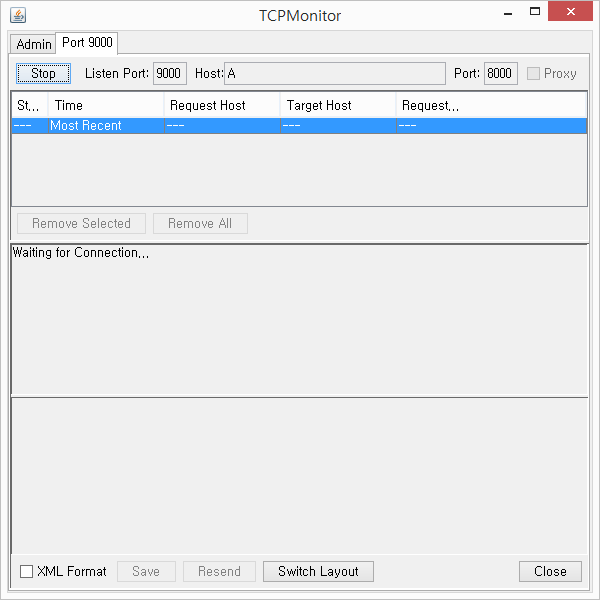 TCPMonitor
Admin Port 9000
Stop Listen Port: 9000 Host: A Port: 8000 Proxy
St... Time Request Host Target Host Request...
--- Most Recent --- --- ---
Remove Selected Remove All
Waiting for Connection...
XML Format Save Resend Switch Layout Close